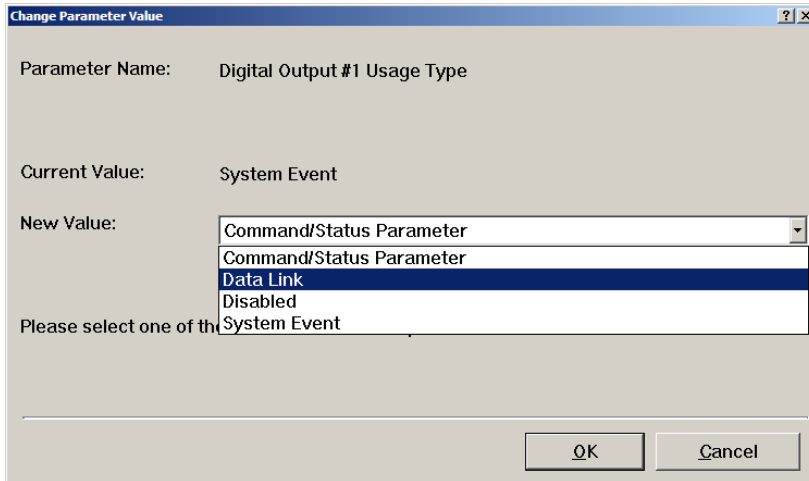 Change Parameter Value
Parameter Name: Digital Output #1 Usage Type
Current Value: System Event
New Value: Command/Status Parameter
Command/Status Parameter
Data Link
Disabled
Please select one of the System Event
OK Cancel